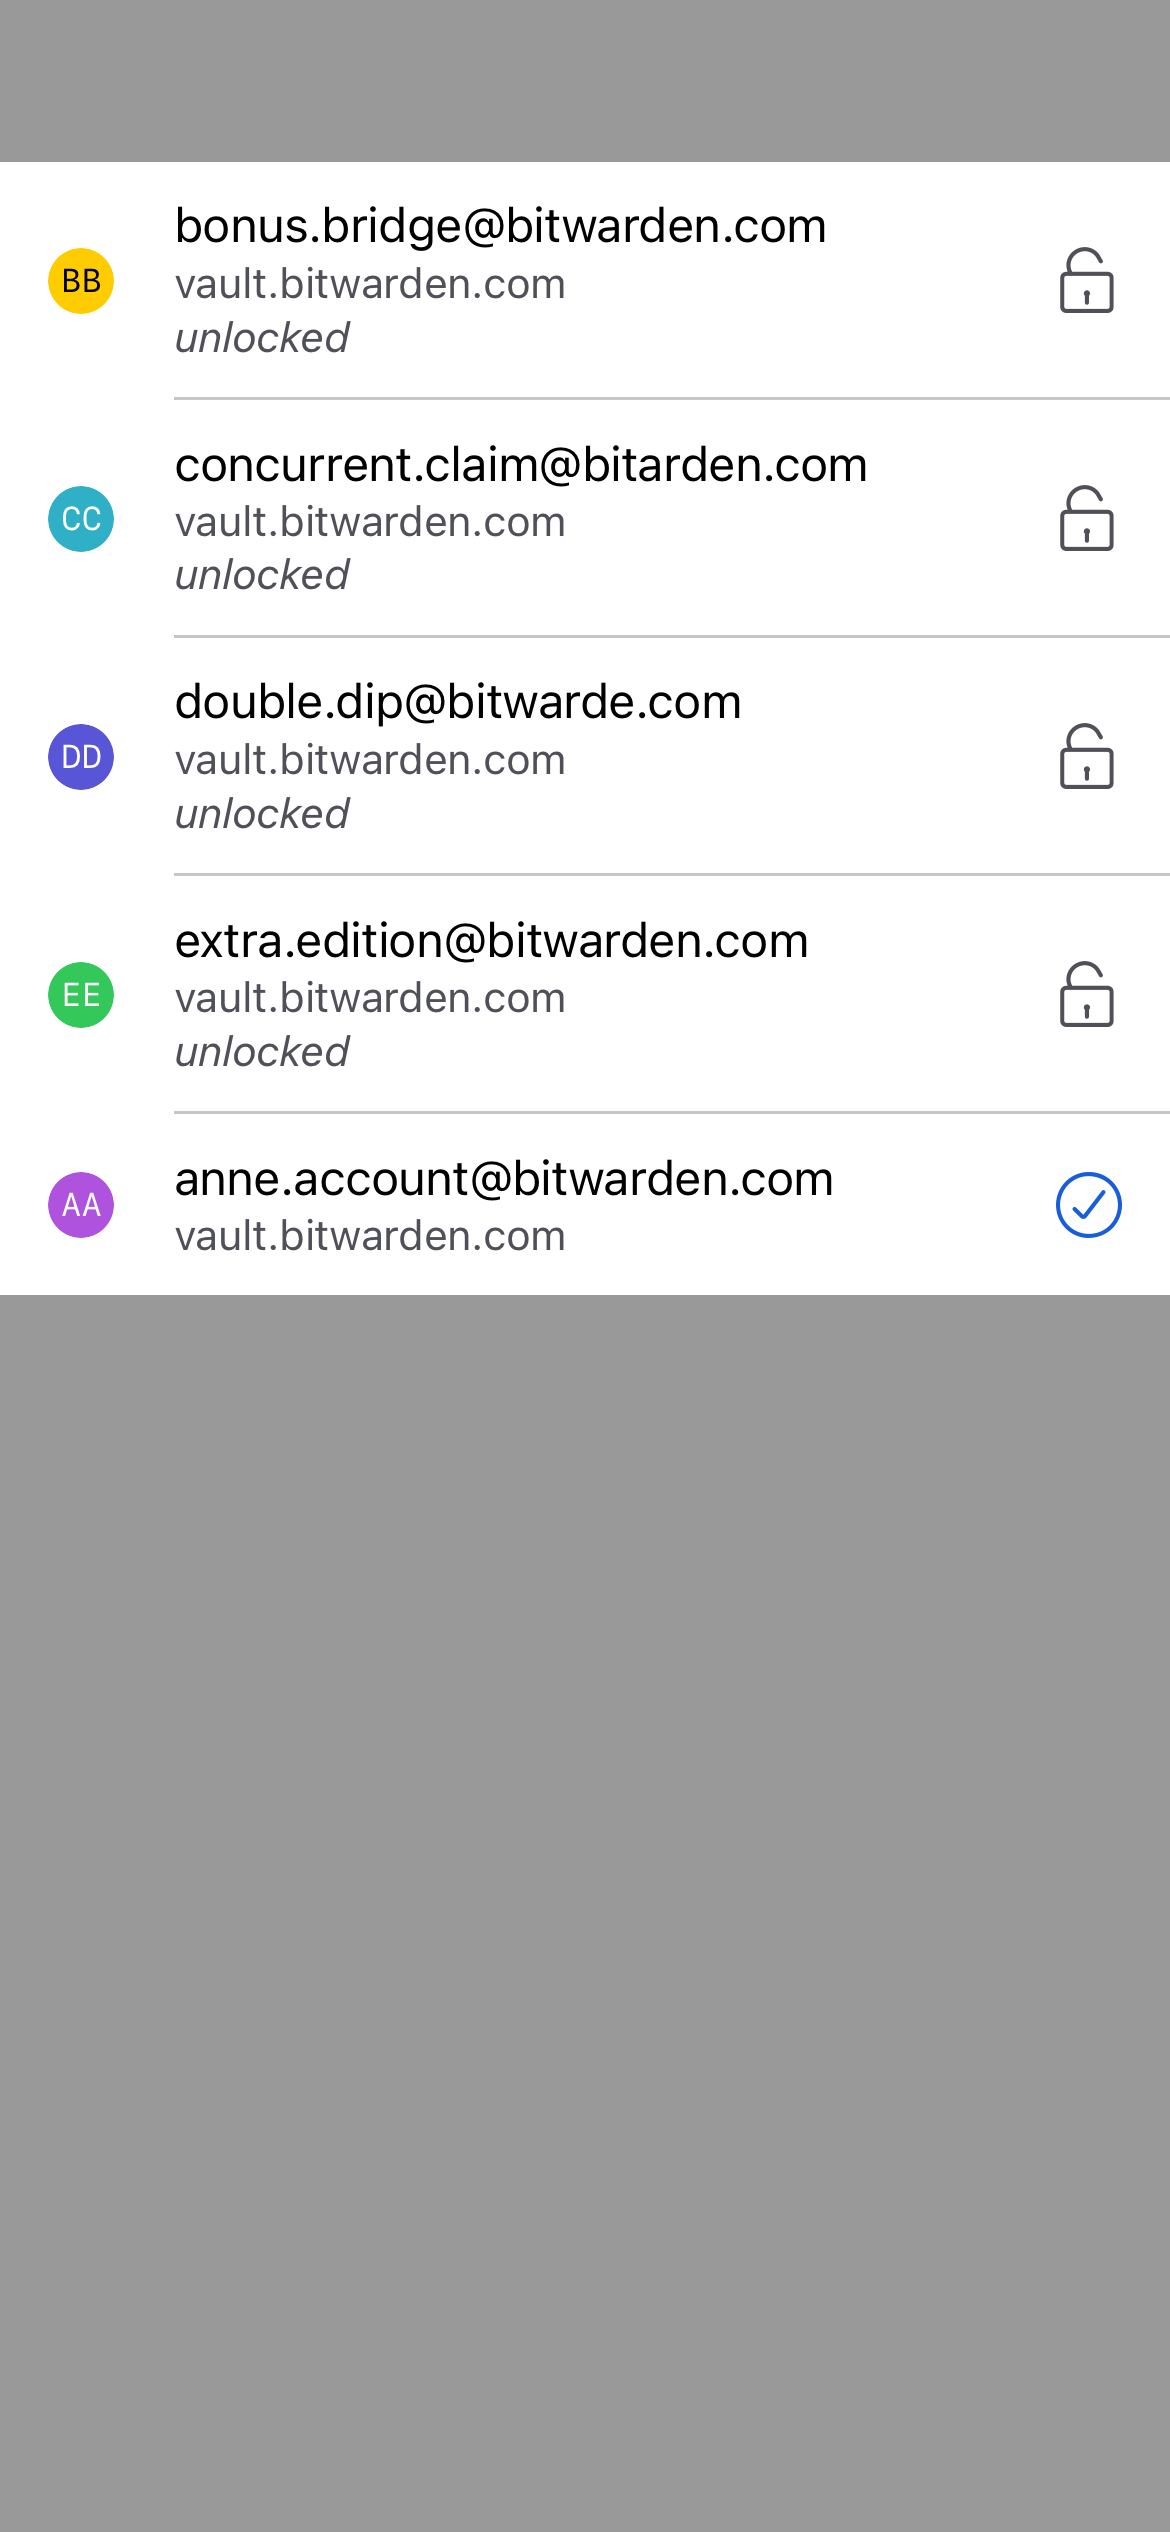 bonus.bridge@bitwarden.com
BB
vault.bitwarden.com
unlocked
concurrent.claim@bitarden.com
CC
vault.bitwarden.com
unlocked
double.dip@bitwarde.com
DD
vault.bitwarden.com
unlocked
extra.edition@bitwarden.com
EE
vault.bitwarden.com
unlocked
anne.account@bitwarden.com
AA
vault.bitwarden.com